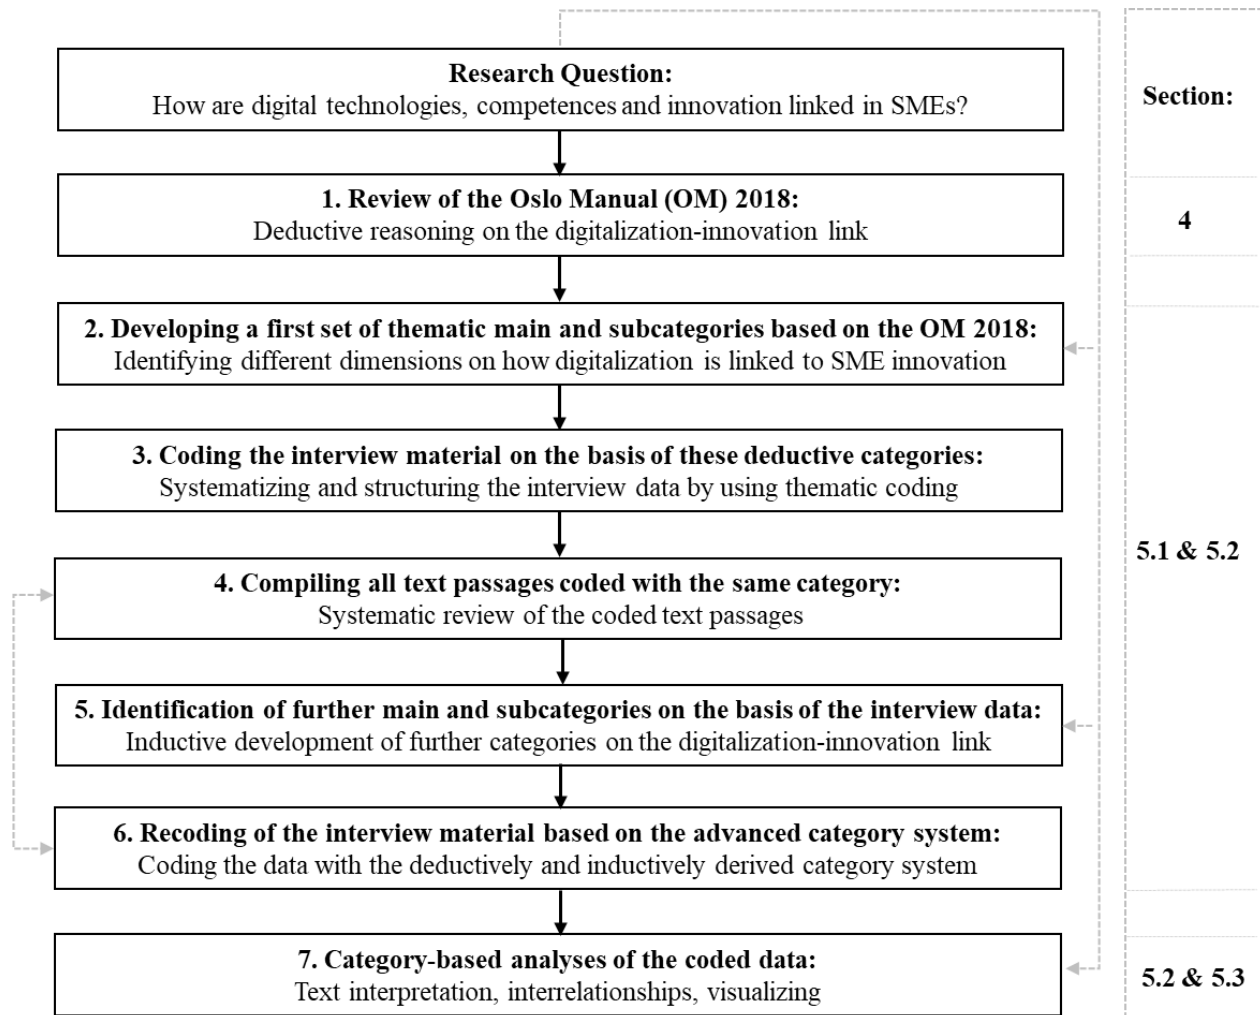 Research Question:
How are digital technologies, competences and innovation linked in SMEs?
Section:
1. Review of the Oslo Manual (OM) 2018:
Deductive reasoning on the digitalization-innovation link
4
2. Developing a first set of thematic main and subcategories based on the OM 2018:
Identifying different dimensions on how digitalization is linked to SME innovation
3. Coding the interview material on the basis of these deductive categories:
Systematizing and structuring the interview data by using thematic coding
5.1 & 5.2
4. Compiling all text passages coded with the same category:
Systematic review of the coded text passages
5. Identification of further main and subcategories on the basis of the interview data:
Inductive development of further categories on the digitalization-innovation link
6. Recoding of the interview material based on the advanced category system:
Coding the data with the deductively and inductively derived category system
7. Category-based analyses of the coded data:
Text interpretation, interrelationships, visualizing
5.2 & 5.3